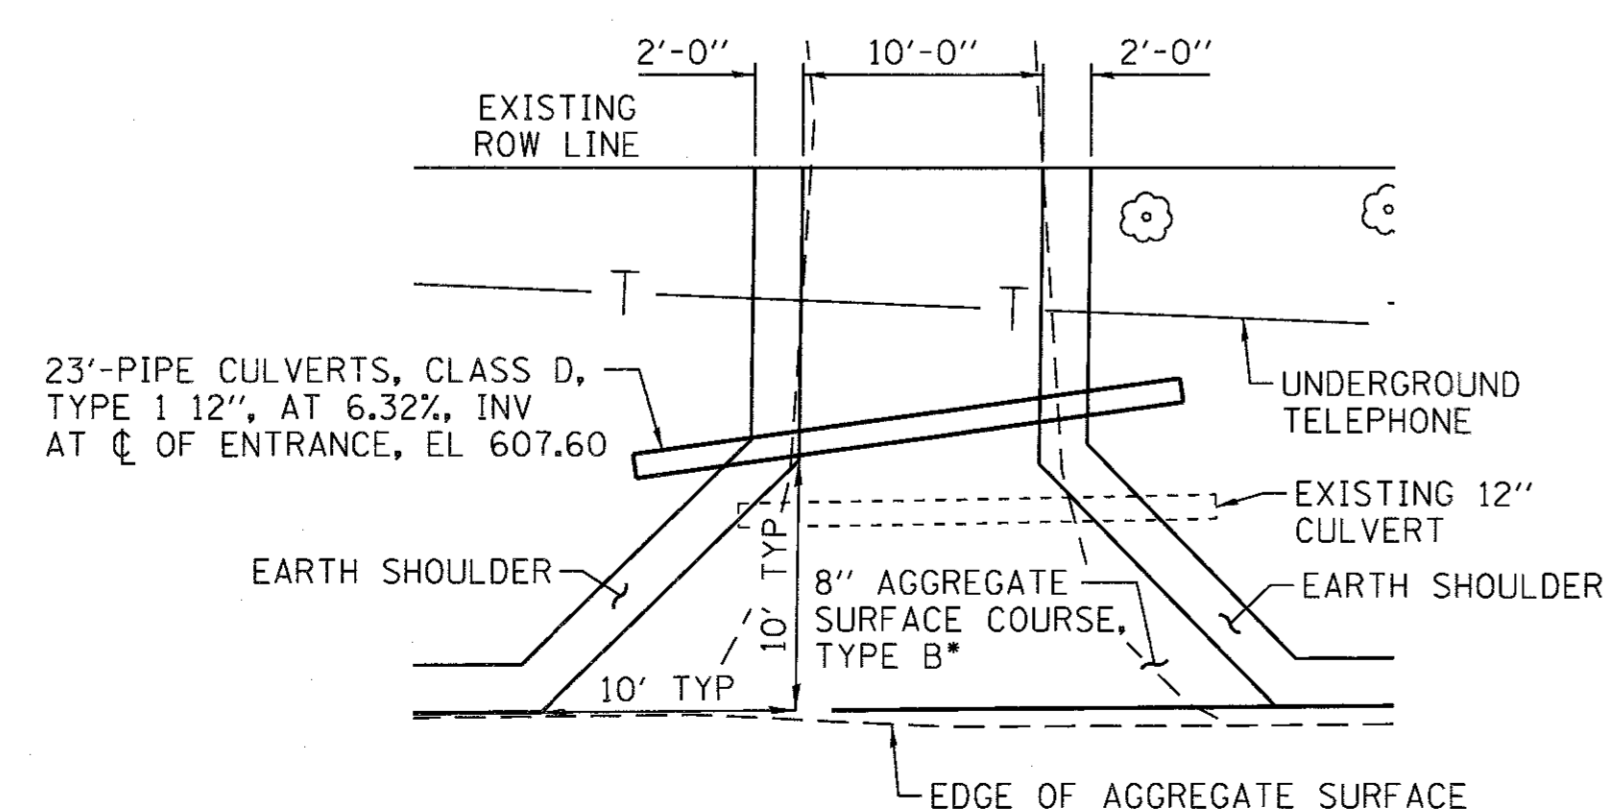 2'-0"
10'-0"
2'-0"
EXISTING
ROW LINE
T
T
23'-PIPE CULVERTS, CLASS D,
TYPE 1 12", AT 6.32%, INV
AT ℄ OF ENTRANCE, EL 607.60
UNDERGROUND
TELEPHONE
EXISTING 12"
CULVERT
EARTH SHOULDER
10' TYP
8" AGGREGATE
SURFACE COURSE,
TYPE B*
EARTH SHOULDER
10' TYP
EDGE OF AGGREGATE SURFACE